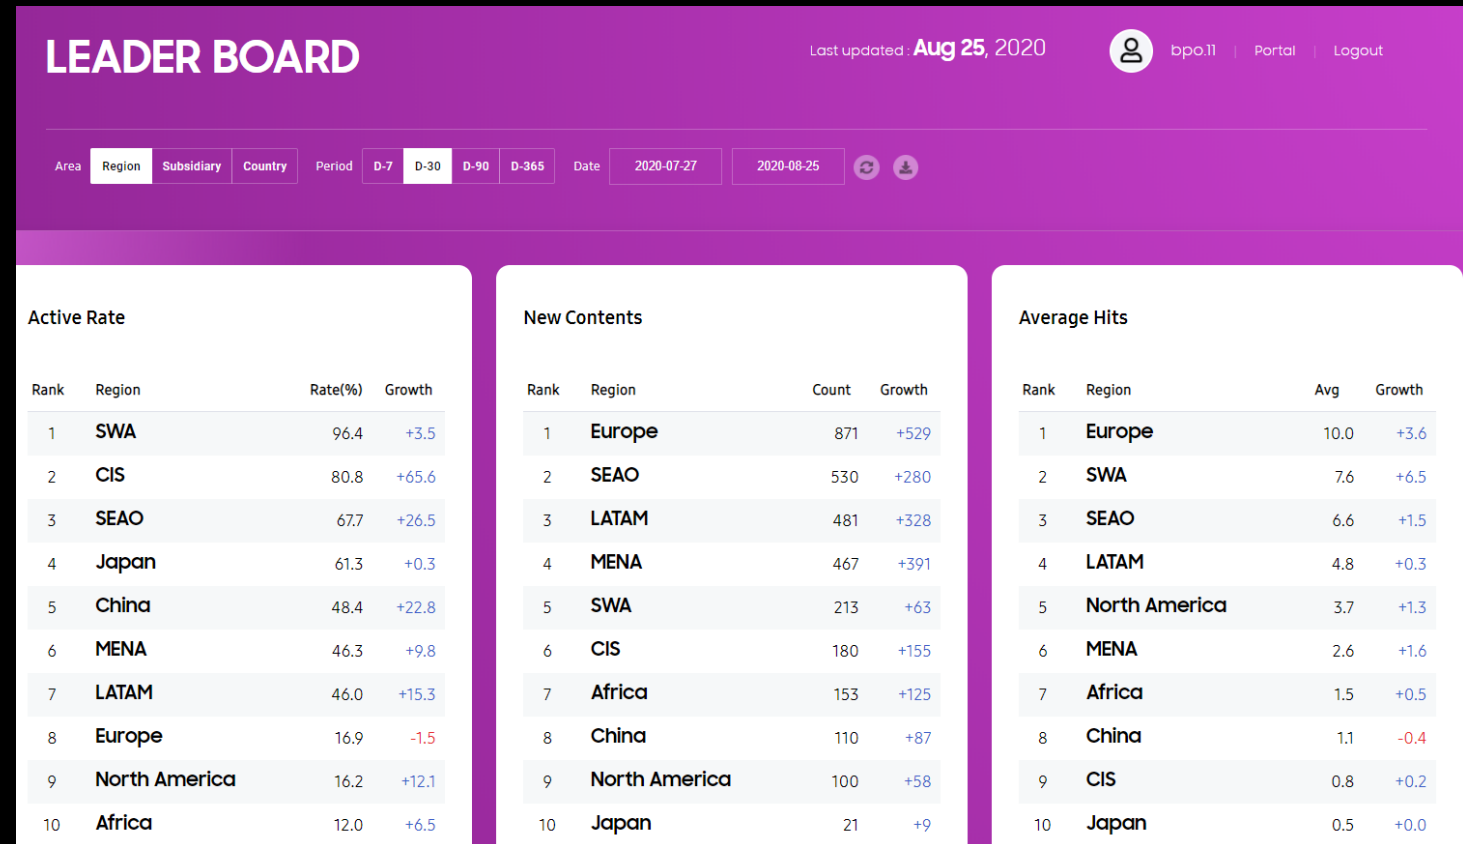 LEADER BOARD
Last updated : Aug 25, 2020
bpo.11 | Portal | Logout
Area Region Subsidiary Country Period D-7 D-30 D-90 D-365 Date 2020-07-27 2020-08-25
Active Rate
Rank Region Rate(%) Growth
1 SWA 96.4 +3.5
2 CIS 80.8 +65.6
3 SEAO 67.7 +26.5
4 Japan 61.3 +0.3
5 China 48.4 +22.8
6 MENA 46.3 +9.8
7 LATAM 46.0 +15.3
8 Europe 16.9 -1.5
9 North America 16.2 +12.1
10 Africa 12.0 +6.5
New Contents
Rank Region Count Growth
1 Europe 871 +529
2 SEAO 530 +280
3 LATAM 481 +328
4 MENA 467 +391
5 SWA 213 +63
6 CIS 180 +155
7 Africa 153 +125
8 China 110 +87
9 North America 100 +58
10 Japan 21 +9
Average Hits
Rank Region Avg Growth
1 Europe 10.0 +3.6
2 SWA 7.6 +6.5
3 SEAO 6.6 +1.5
4 LATAM 4.8 +0.3
5 North America 3.7 +1.3
6 MENA 2.6 +1.6
7 Africa 1.5 +0.5
8 China 1.1 -0.4
9 CIS 0.8 +0.2
10 Japan 0.5 +0.0